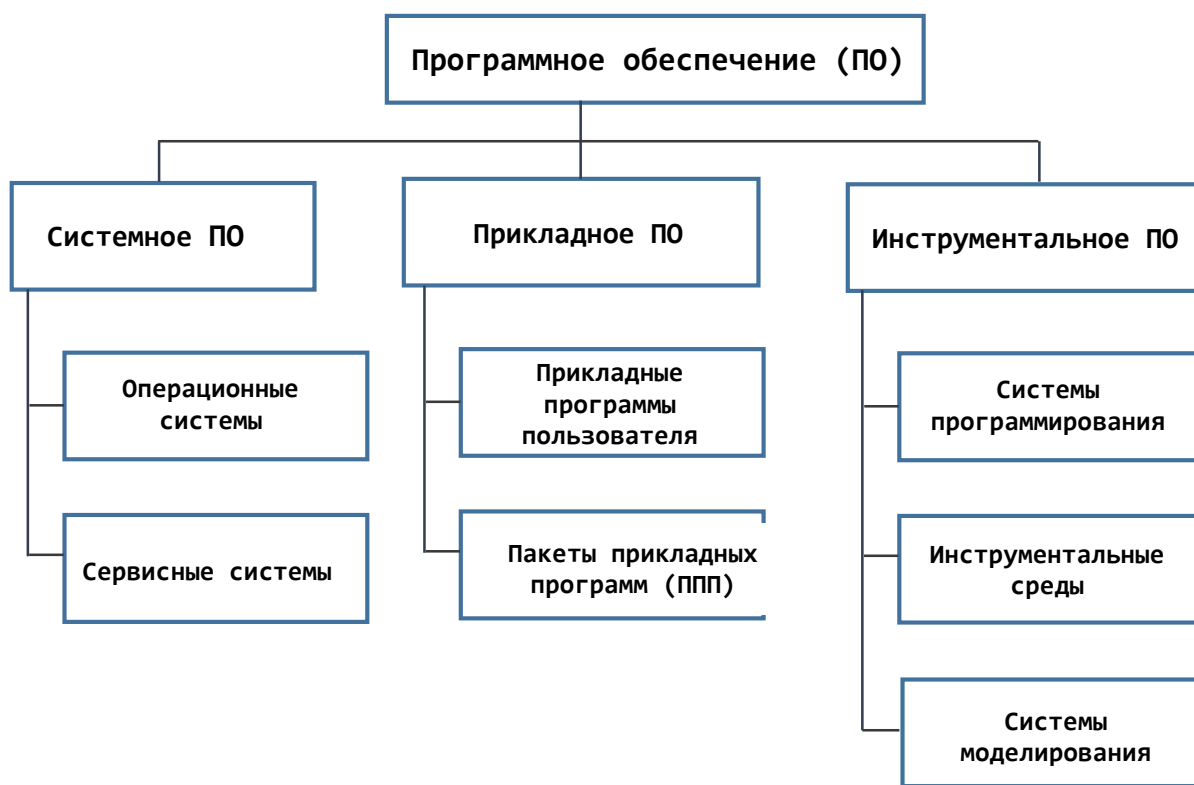 Программное обеспечение (ПО)
Системное ПО
Прикладное ПО
Инструментальное ПО
Операционные
системы
Сервисные системы
Прикладные
программы
пользователя
Пакеты прикладных
программ (ППП)
Системы
программирования
Инструментальные
среды
Системы
моделирования